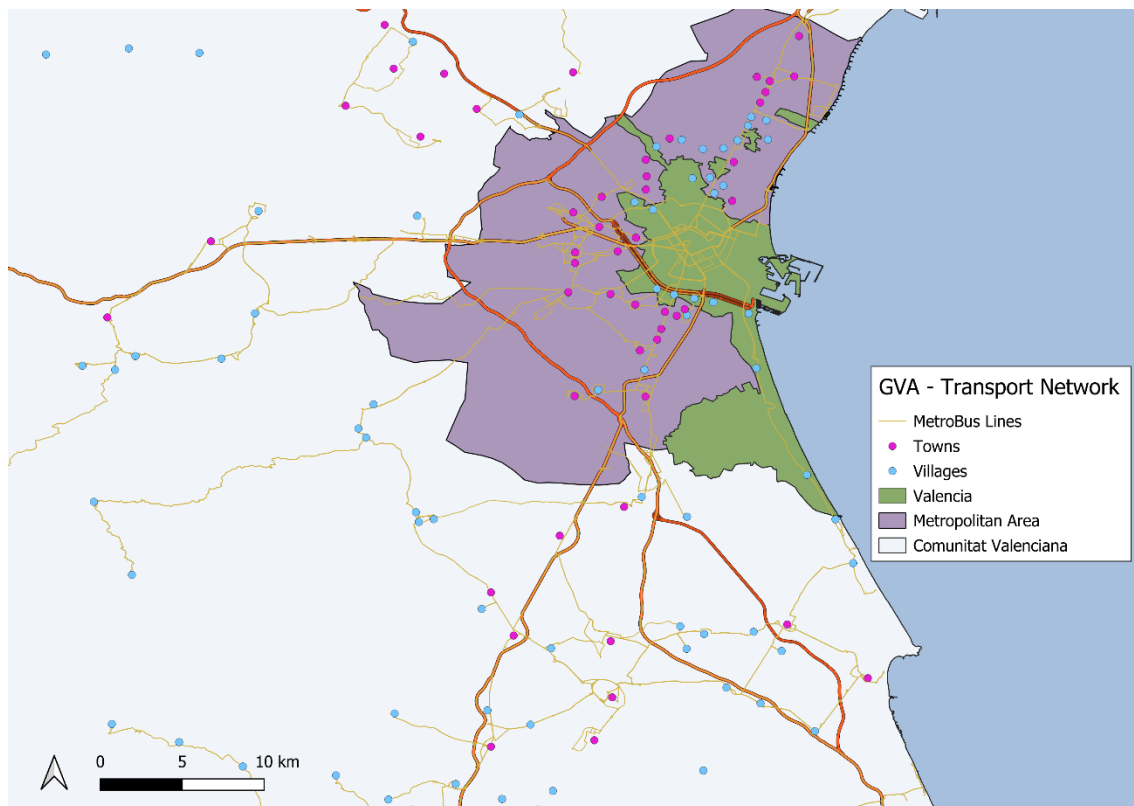 GVA - Transport Network
MetroBus Lines
Towns
Villages
Valencia
Metropolitan Area
Comunitat Valenciana
0 5 10 km